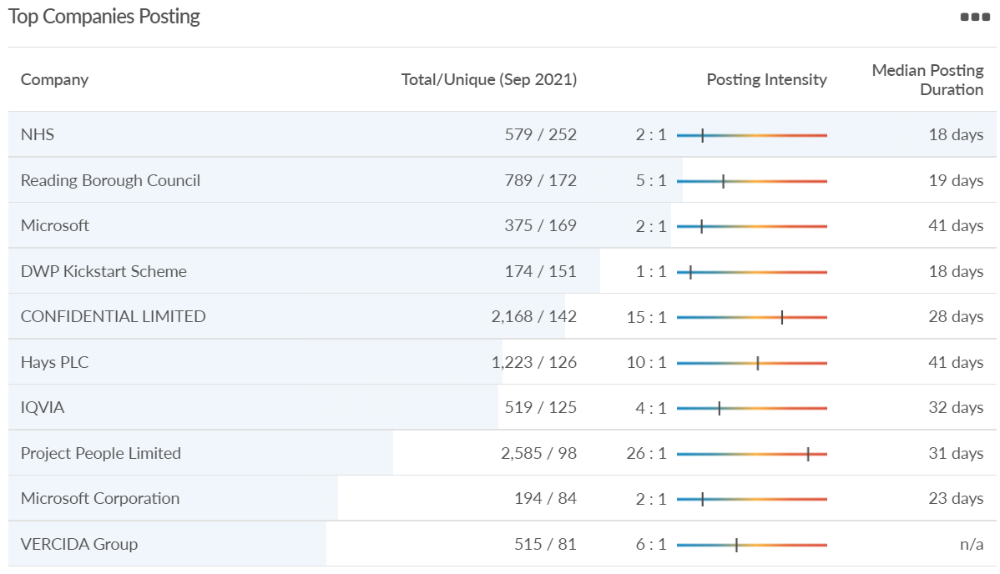 Top Companies Posting
Company Total/Unique (Sep 2021) Posting Intensity Median Posting Duration
NHS 579 / 252 2 : 1 18 days
Reading Borough Council 789 / 172 5 : 1 19 days
Microsoft 375 / 169 2 : 1 41 days
DWP Kickstart Scheme 174 / 151 1 : 1 18 days
CONFIDENTIAL LIMITED 2,168 / 142 15 : 1 28 days
Hays PLC 1,223 / 126 10 : 1 41 days
IQVIA 519 / 125 4 : 1 32 days
Project People Limited 2,585 / 98 26 : 1 31 days
Microsoft Corporation 194 / 84 2 : 1 23 days
VERCIDA Group 515 / 81 6 : 1 n/a